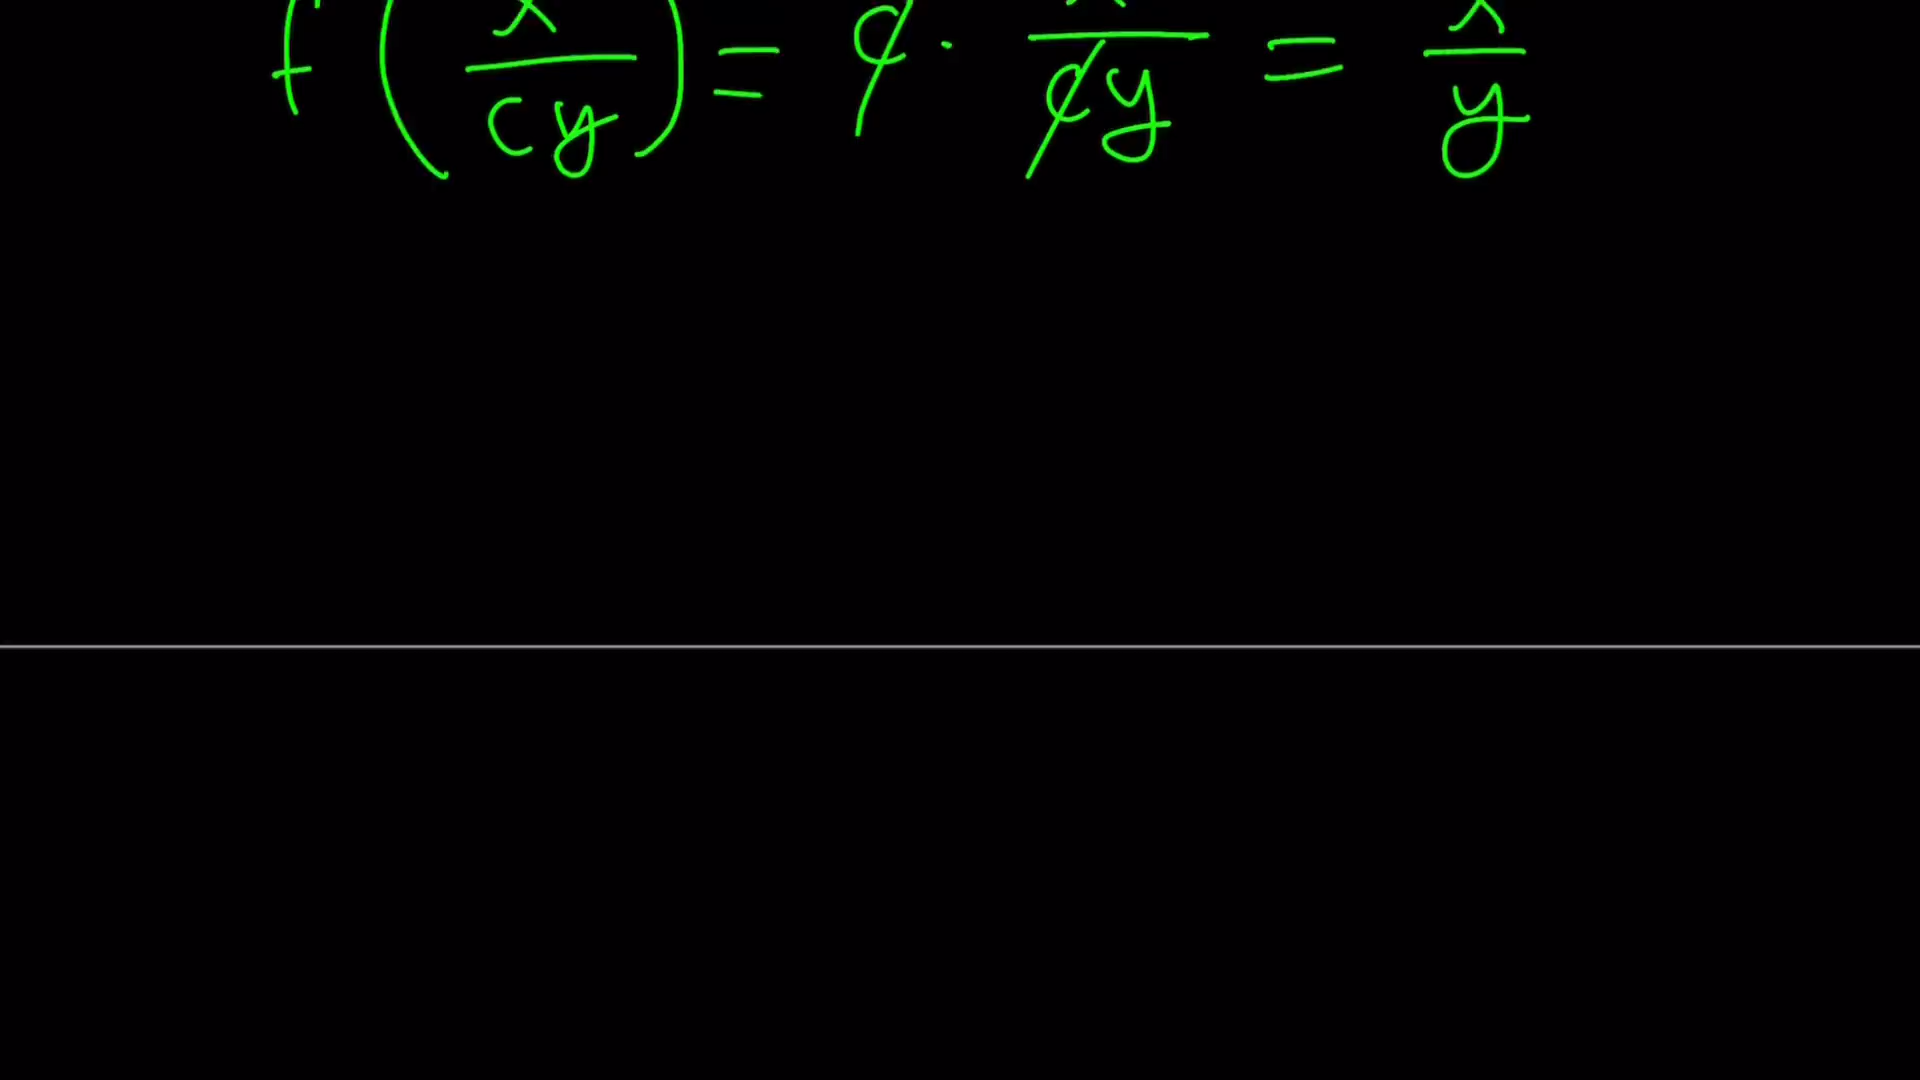 f(x/cy) = c · x/cy = x/y